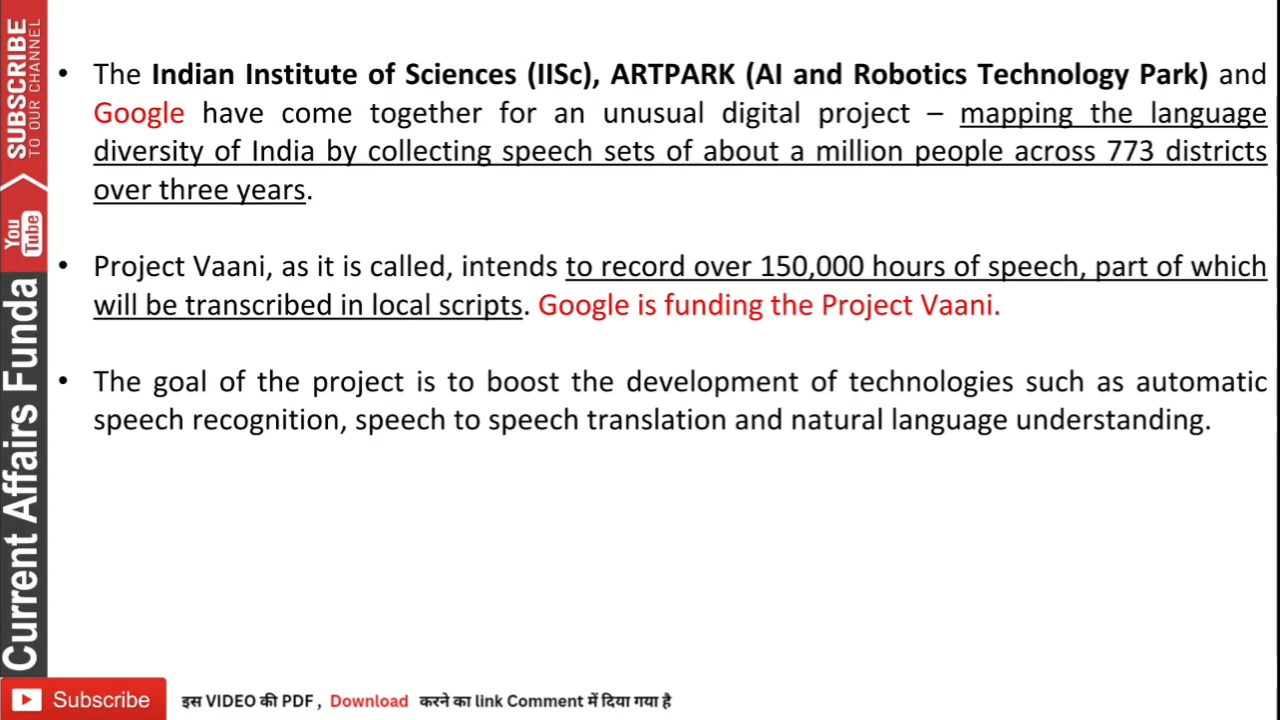 • The Indian Institute of Sciences (IISc), ARTPARK (AI and Robotics Technology Park) and
Google have come together for an unusual digital project – mapping the language
diversity of India by collecting speech sets of about a million people across 773 districts
over three years.
• Project Vaani, as it is called, intends to record over 150,000 hours of speech, part of which
will be transcribed in local scripts. Google is funding the Project Vaani.
• The goal of the project is to boost the development of technologies such as automatic
speech recognition, speech to speech translation and natural language understanding.
SUBSCRIBE
TO OUR CHANNEL
You
Tube
Current Affairs Funda
Subscribe
इस VIDEO की PDF , Download करने का link Comment में दिया गया है